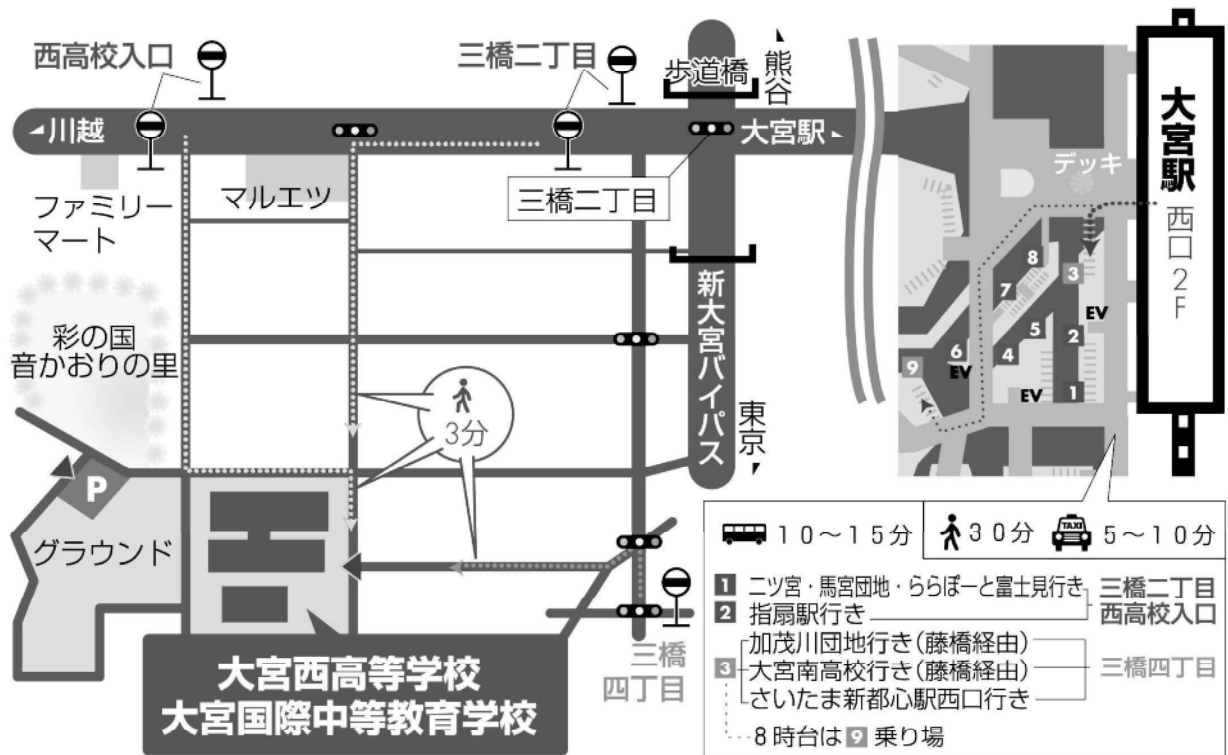 西高校入口
三橋二丁目
歩道橋
熊谷
川越
大宮駅
ファミリー
マート
マルエツ
三橋二丁目
デッキ
大宮駅
西口2F
8
3
7
EV
5
2
6
4
9
EV
EV
1
新大宮バイパス
東京
彩の国
音かおりの里
3分
P
グラウンド
三橋
四丁目
大宮西高等学校
大宮国際中等教育学校
10~15分
30分
TAXI
5~10分
1 二ツ宮・馬宮団地・ららぽーと富士見行き 三橋二丁目
2 指扇駅行き 西高校入口
加茂川団地行き(藤橋経由)
3 大宮南高校行き(藤橋経由) 三橋四丁目
さいたま新都心駅西口行き
8時台は 9 乗り場